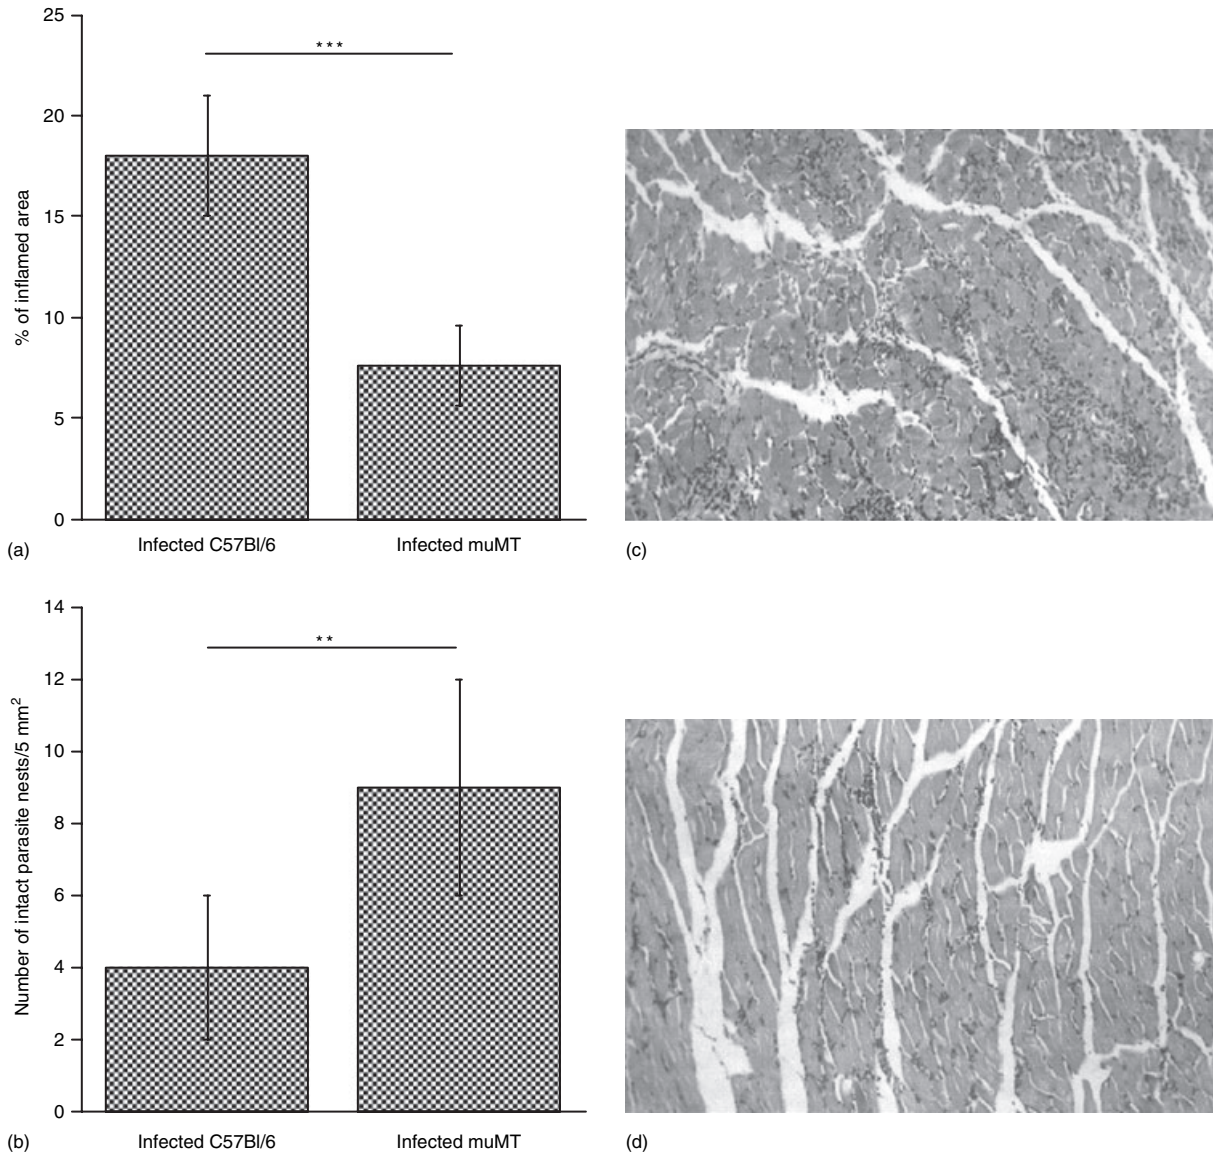 25
20
15
10
5
0
% of inflamed area
***
Infected C57Bl/6
Infected muMT
(a)
(c)
14
12
10
8
6
4
2
0
Number of intact parasite nests/5 mm²
**
Infected C57Bl/6
Infected muMT
(b)
(d)